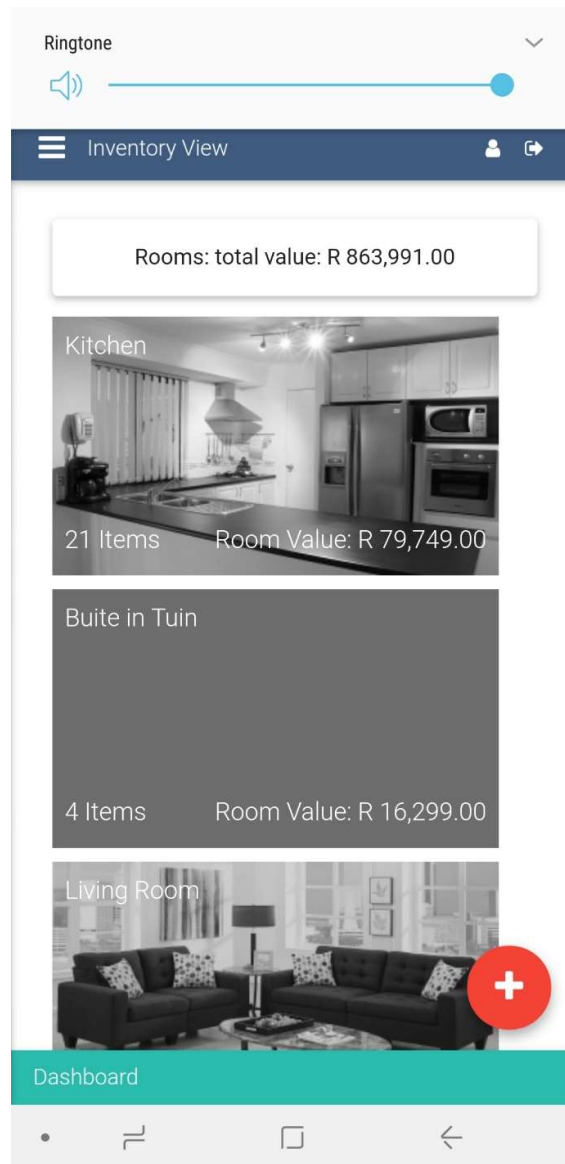 Ringtone
Inventory View
Rooms: total value: R 863,991.00
Kitchen
21 Items Room Value: R 79,749.00
Buite in Tuin
4 Items Room Value: R 16,299.00
Living Room
Dashboard